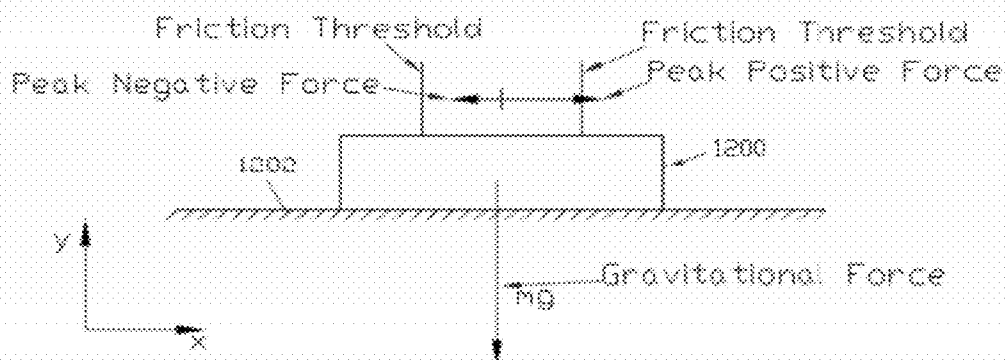 Friction Threshold
Friction Threshold
Peak Negative Force
Peak Positive Force
1202
1200
y
Gravitational Force
mg
x